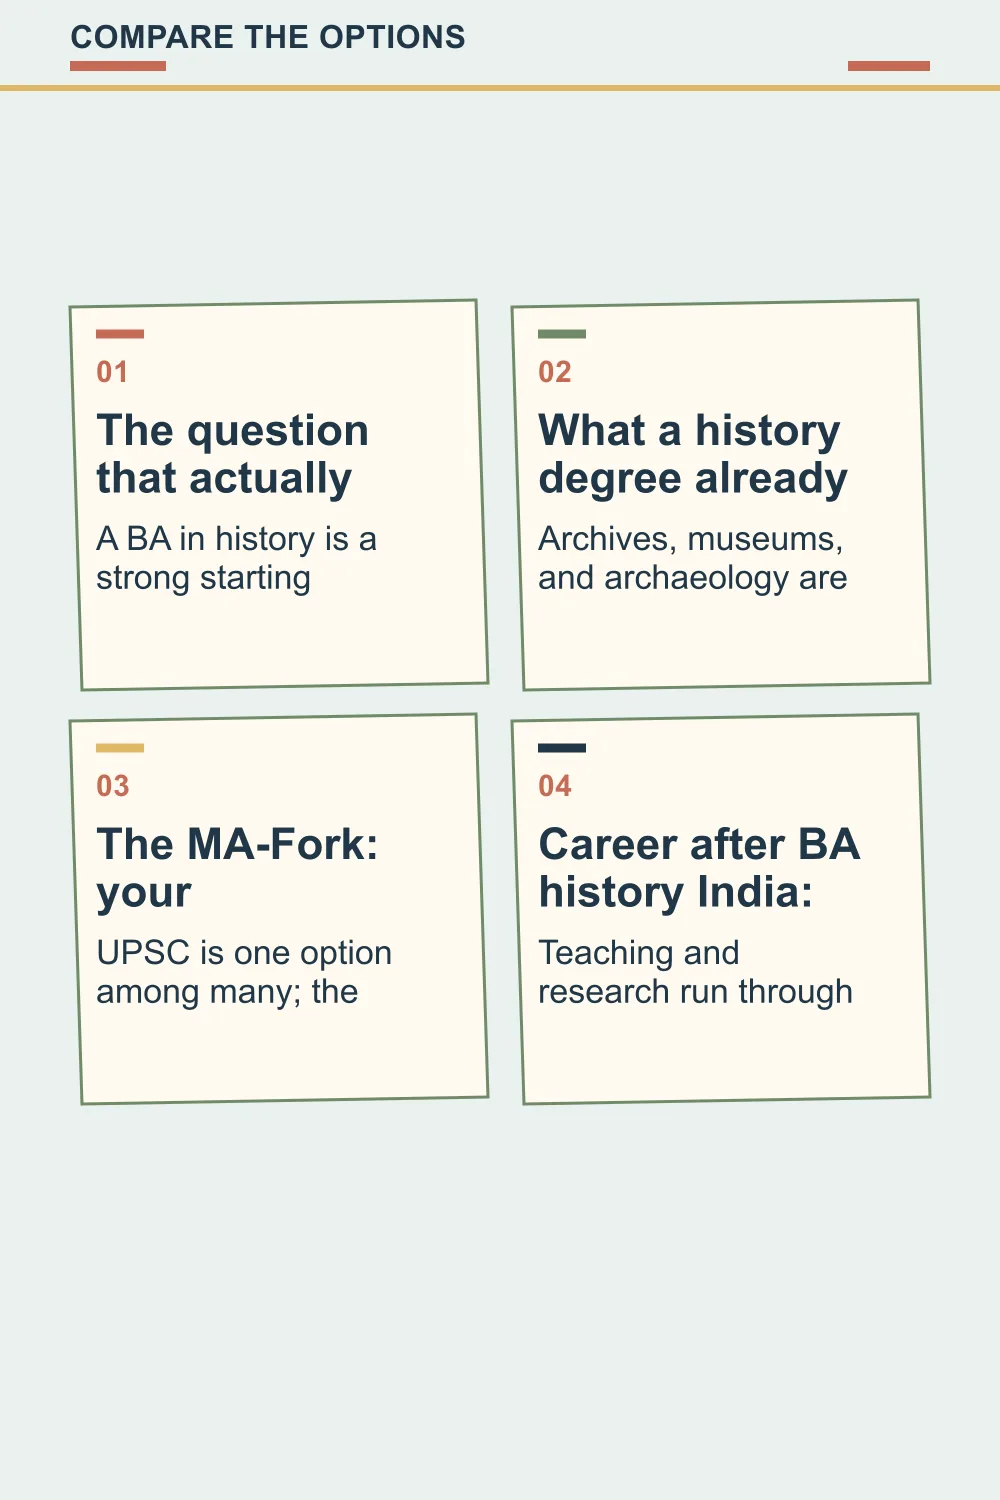 COMPARE THE OPTIONS
01
The question
that actually
A BA in history is a
strong starting
02
What a history
degree already
Archives, museums,
and archaeology are
03
The MA-Fork:
your
UPSC is one option
among many; the
04
Career after BA
history India:
Teaching and
research run through